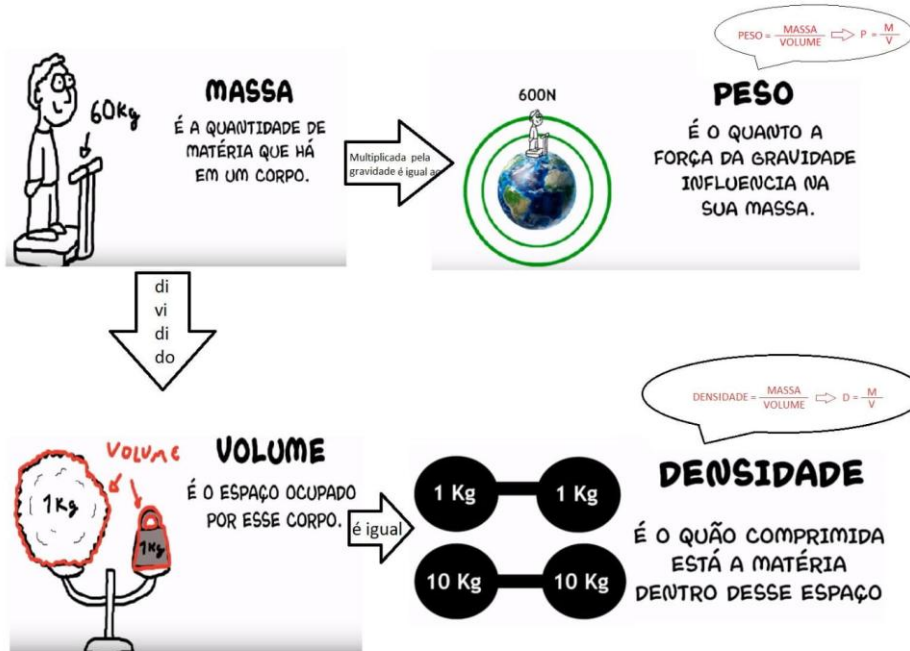 PESO = MASSA / VOLUME ⇨ P = M / V
MASSA
É A QUANTIDADE DE
MATÉRIA QUE HÁ
EM UM CORPO.
60Kg
Multiplicada pela
gravidade é igual ao
600N
PESO
É O QUANTO A
FORÇA DA GRAVIDADE
INFLUENCIA NA
SUA MASSA.
di
vi
di
do
DENSIDADE = MASSA / VOLUME ⇨ D = M / V
VOLUME
1Kg
1Kg
VOLUME
É O ESPAÇO OCUPADO
POR ESSE CORPO.
é igual
1 Kg 1 Kg
10 Kg 10 Kg
DENSIDADE
É O QUÃO COMPRIMIDA
ESTÁ A MATÉRIA
DENTRO DESSE ESPAÇO